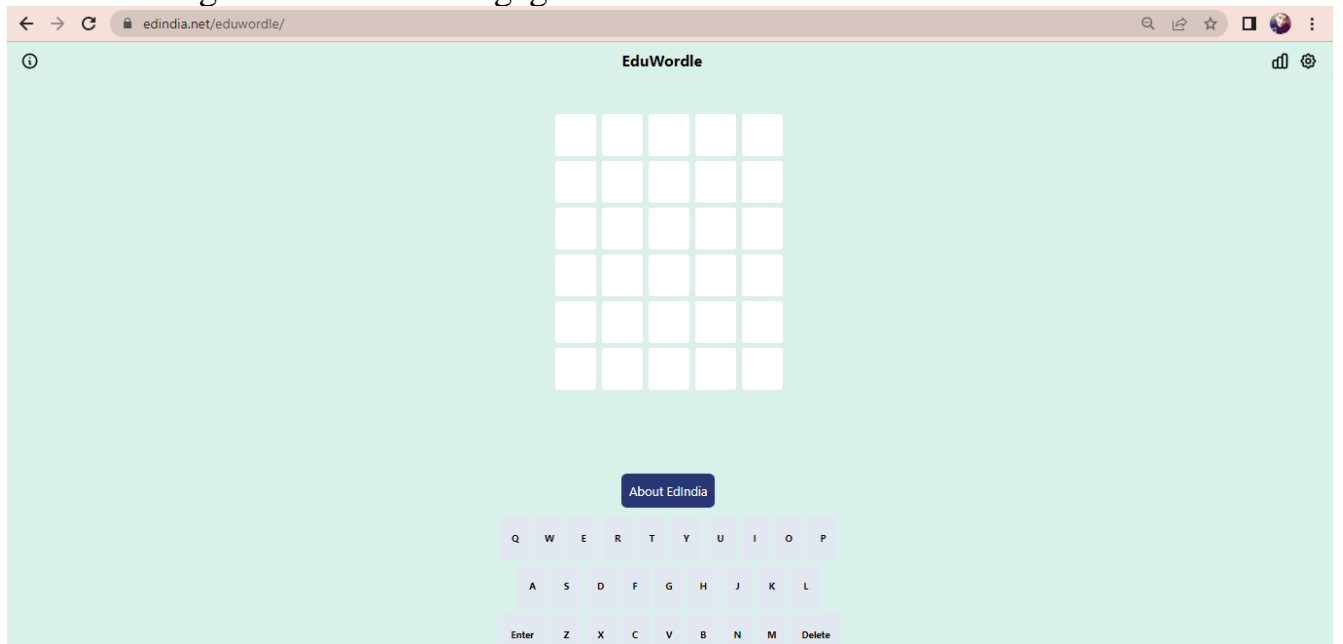 edindia.net/eduwordle/
EduWordle
About EdIndia
Q W E R T Y U I O P
A S D F G H J K L
Enter Z X C V B N M Delete